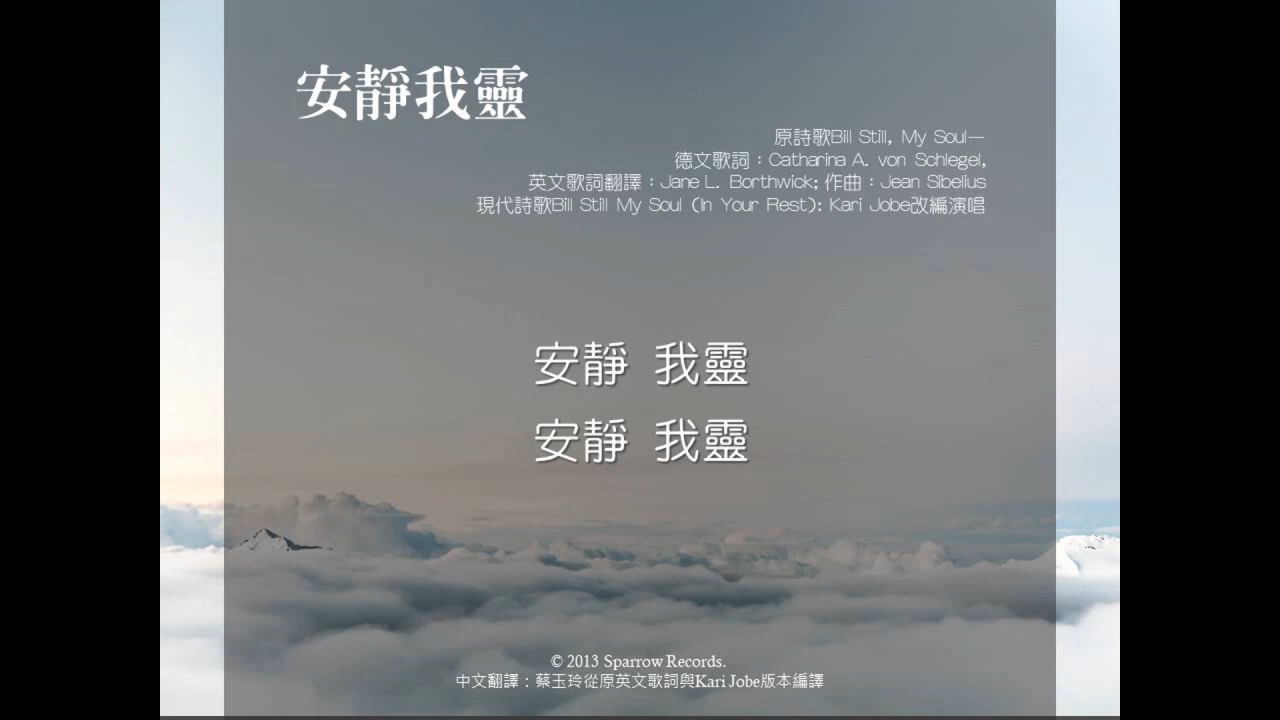 安靜我靈
原詩歌Bill Still, My Soul—
德文歌詞：Catharina A. von Schlegel,
英文歌詞翻譯：Jane L. Borthwick; 作曲：Jean Sibelius
現代詩歌Bill Still My Soul (In Your Rest): Kari Jobe改編演唱
安靜 我靈
安靜 我靈
© 2013 Sparrow Records.
中文翻譯：蔡玉玲從原英文歌詞與Kari Jobe版本編譯